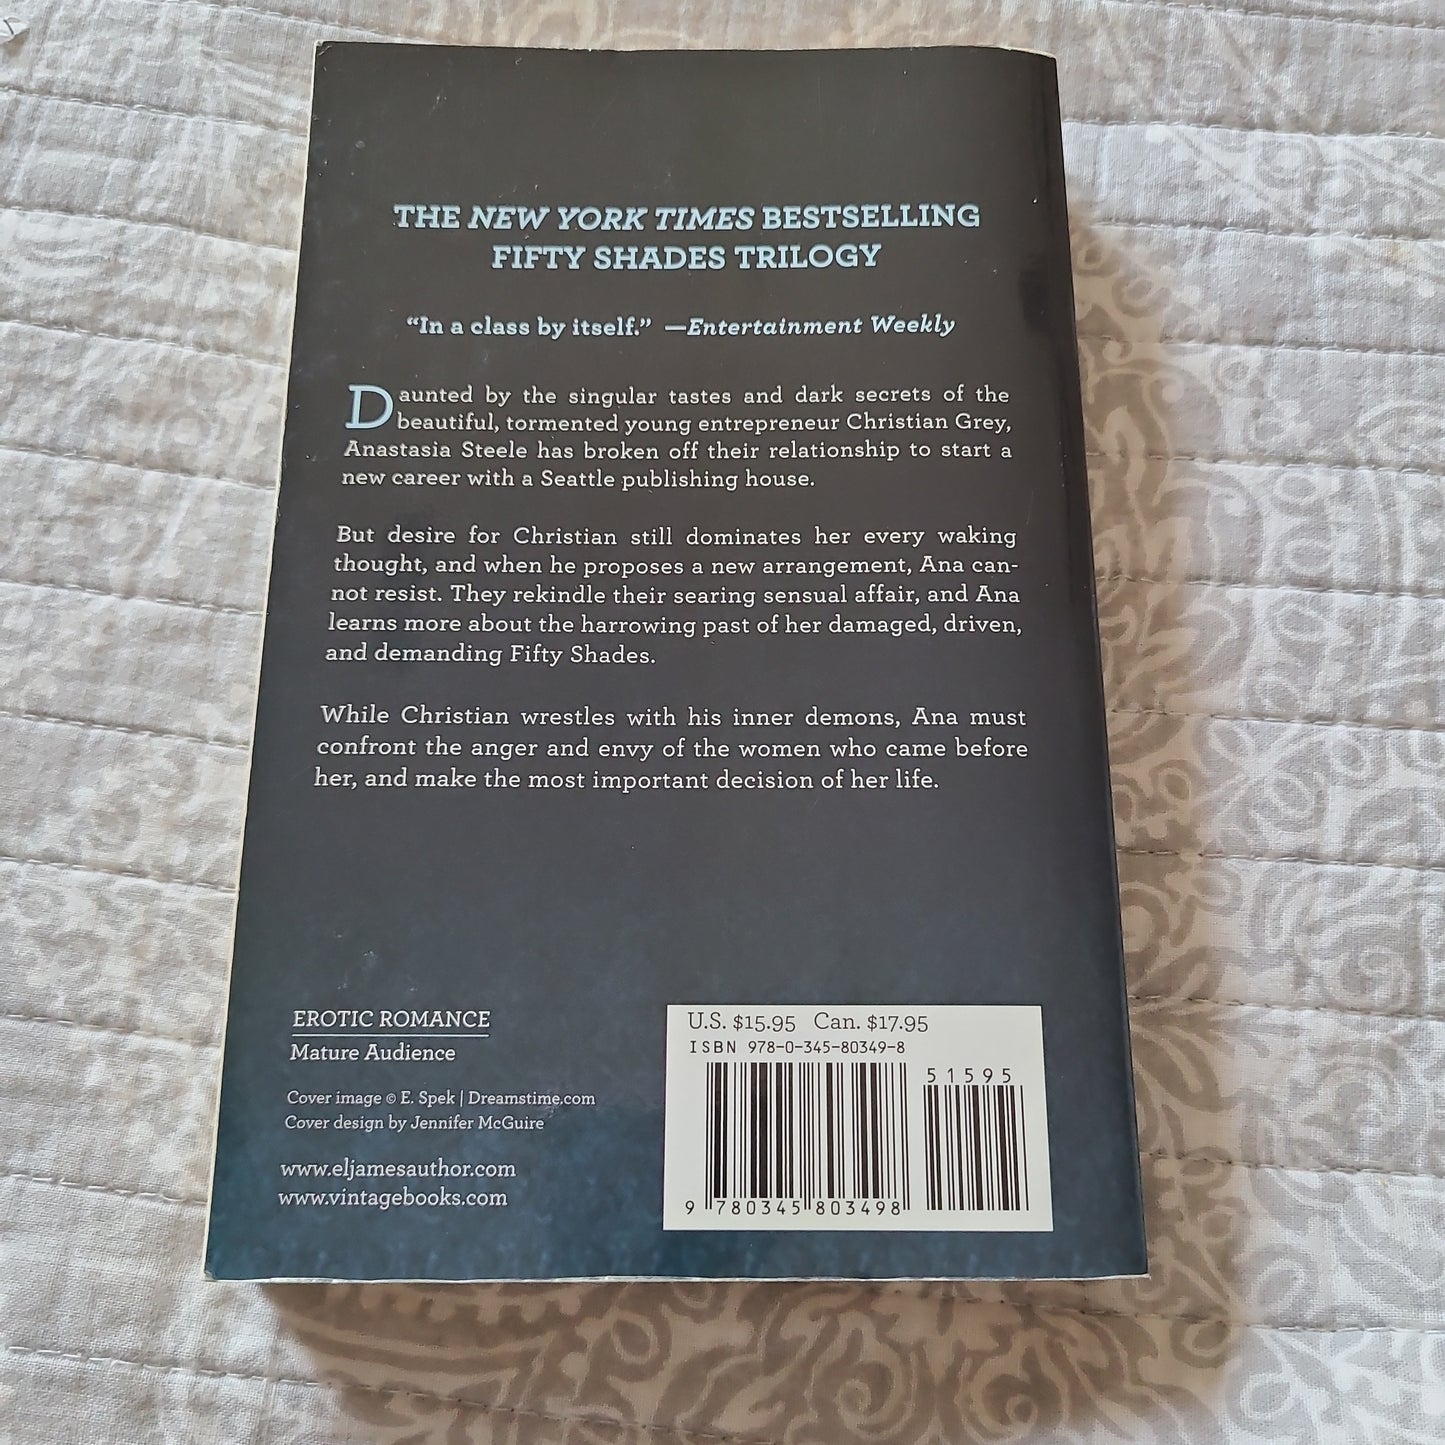 THE NEW YORK TIMES BESTSELLING
FIFTY SHADES TRILOGY
“In a class by itself.” —Entertainment Weekly
Daunted by the singular tastes and dark secrets of the
beautiful, tormented young entrepreneur Christian Grey,
Anastasia Steele has broken off their relationship to start a
new career with a Seattle publishing house.
But desire for Christian still dominates her every waking
thought, and when he proposes a new arrangement, Ana can-
not resist. They rekindle their searing sensual affair, and Ana
learns more about the harrowing past of her damaged, driven,
and demanding Fifty Shades.
While Christian wrestles with his inner demons, Ana must
confront the anger and envy of the women who came before
her, and make the most important decision of her life.
EROTIC ROMANCE
Mature Audience
Cover image © E. Spek | Dreamstime.com
Cover design by Jennifer McGuire
www.eljamesauthor.com
www.vintagebooks.com
U.S. $15.95 Can. $17.95
ISBN 978-0-345-80349-8
51595
9 780345 803498